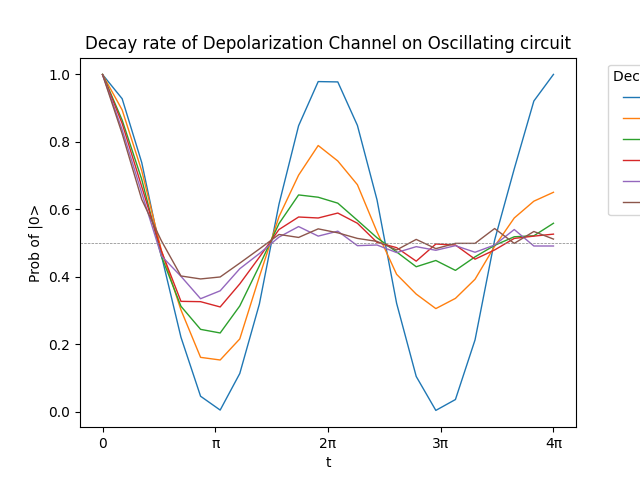 Decay rate of Depolarization Channel on Oscillating circuit
Dec
1.0
0.8
0.6
0.4
0.2
0.0
Prob of |0>
0 π 2π 3π 4π
t